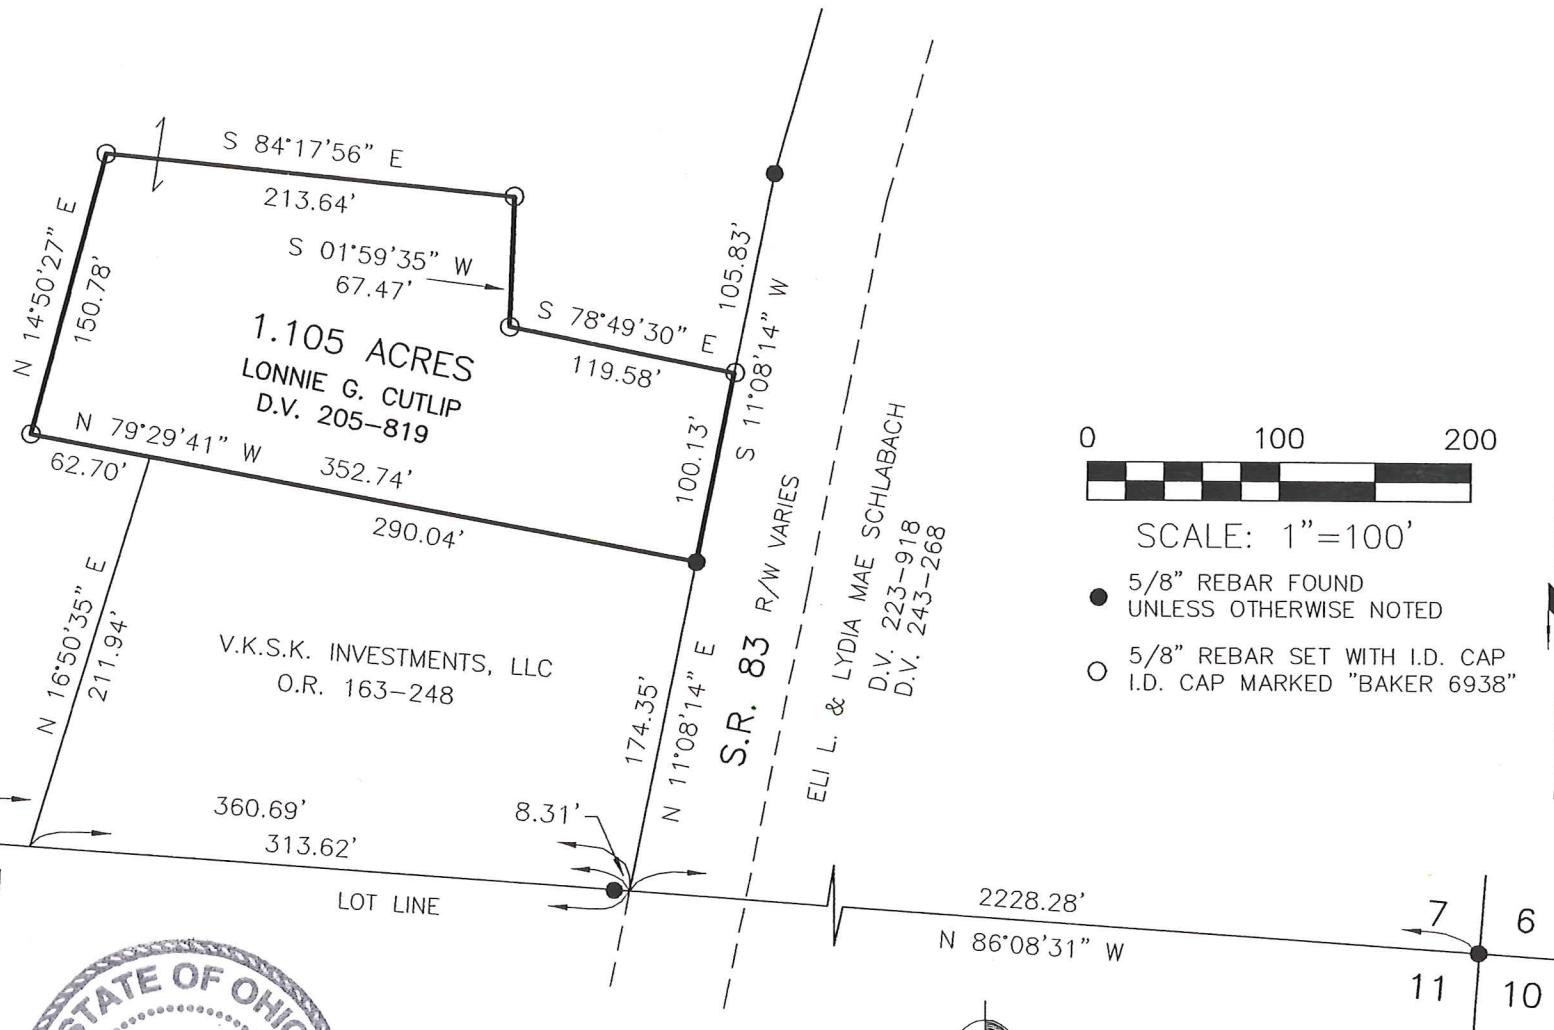 S 84°17'56" E
213.64'
S 01°59'35" W
67.47'
N 14°50'27" E
150.78'
1.105 ACRES
LONNIE G. CUTLIP
D.V. 205-819
S 78°49'30" E
119.58'
105.83'
S 11°08'14" W
100.13'
N 79°29'41" W
62.70'
352.74'
290.04'
N 16°50'35" E
211.94'
V.K.S.K. INVESTMENTS, LLC
O.R. 163-248
174.35'
N 11°08'14" E
S.R. 83 R/W VARIES
ELI L. & LYDIA MAE SCHLABACH
D.V. 223-918
D.V. 243-268
0 100 200
SCALE: 1"=100'
5/8" REBAR FOUND
UNLESS OTHERWISE NOTED
5/8" REBAR SET WITH I.D. CAP
I.D. CAP MARKED "BAKER 6938"
360.69'
8.31'
313.62'
LOT LINE
2228.28'
N 86°08'31" W
7 6
11 10
STATE OF OHIO